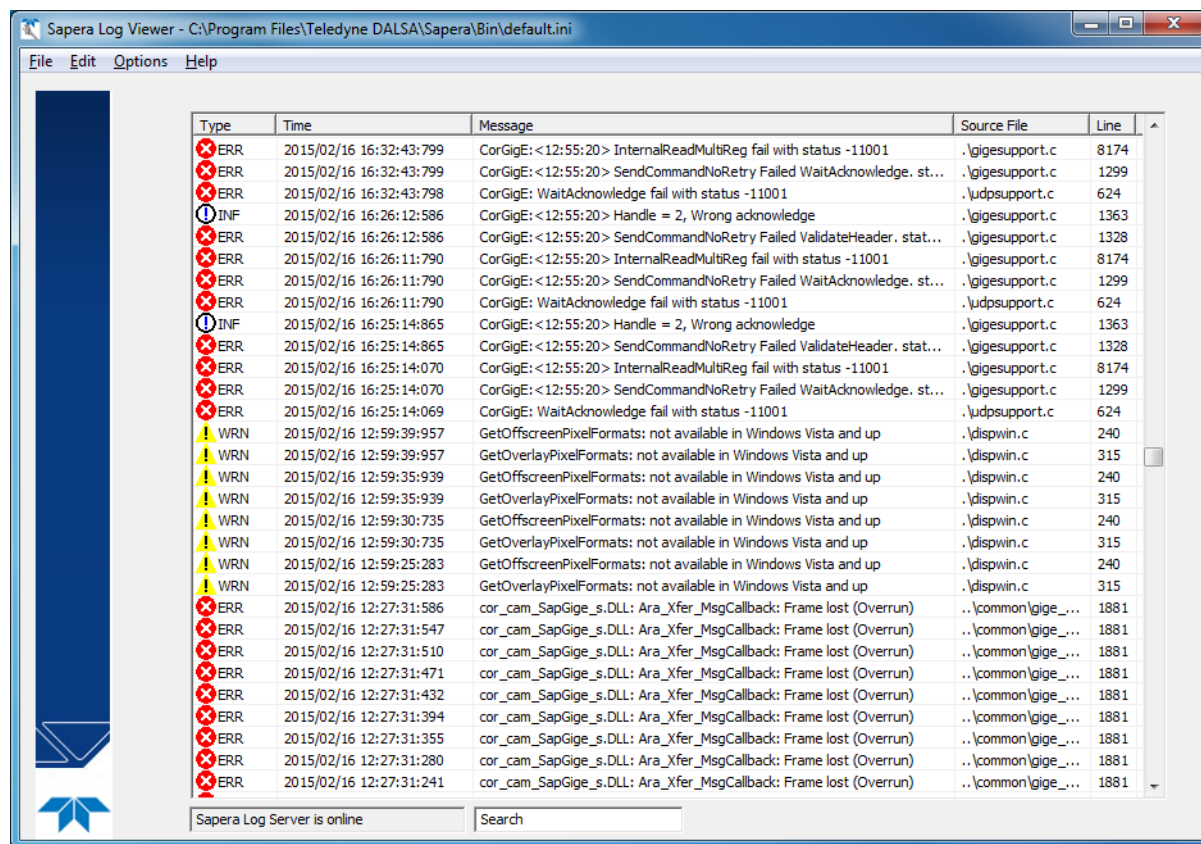 Sapera Log Viewer - C:\Program Files\Teledyne DALSA\Sapera\Bin\default.ini
File Edit Options Help
Type Time Message Source File Line
ERR 2015/02/16 16:32:43:799 CorGigE:<12:55:20> InternalReadMultiReg fail with status -11001 .\gigesupport.c 8174
ERR 2015/02/16 16:32:43:799 CorGigE:<12:55:20> SendCommandNoRetry Failed WaitAcknowledge. st... .\gigesupport.c 1299
ERR 2015/02/16 16:32:43:798 CorGigE: WaitAcknowledge fail with status -11001 .\udpsupport.c 624
INF 2015/02/16 16:26:12:586 CorGigE:<12:55:20> Handle = 2, Wrong acknowledge .\gigesupport.c 1363
ERR 2015/02/16 16:26:12:586 CorGigE:<12:55:20> SendCommandNoRetry Failed ValidateHeader. stat... .\gigesupport.c 1328
ERR 2015/02/16 16:26:11:790 CorGigE:<12:55:20> InternalReadMultiReg fail with status -11001 .\gigesupport.c 8174
ERR 2015/02/16 16:26:11:790 CorGigE:<12:55:20> SendCommandNoRetry Failed WaitAcknowledge. st... .\gigesupport.c 1299
ERR 2015/02/16 16:26:11:790 CorGigE: WaitAcknowledge fail with status -11001 .\udpsupport.c 624
INF 2015/02/16 16:25:14:865 CorGigE:<12:55:20> Handle = 2, Wrong acknowledge .\gigesupport.c 1363
ERR 2015/02/16 16:25:14:865 CorGigE:<12:55:20> SendCommandNoRetry Failed ValidateHeader. stat... .\gigesupport.c 1328
ERR 2015/02/16 16:25:14:070 CorGigE:<12:55:20> InternalReadMultiReg fail with status -11001 .\gigesupport.c 8174
ERR 2015/02/16 16:25:14:070 CorGigE:<12:55:20> SendCommandNoRetry Failed WaitAcknowledge. st... .\gigesupport.c 1299
ERR 2015/02/16 16:25:14:069 CorGigE: WaitAcknowledge fail with status -11001 .\udpsupport.c 624
WRN 2015/02/16 12:59:39:957 GetOffscreenPixelFormats: not available in Windows Vista and up .\dispwin.c 240
WRN 2015/02/16 12:59:39:957 GetOverlayPixelFormats: not available in Windows Vista and up .\dispwin.c 315
WRN 2015/02/16 12:59:35:939 GetOffscreenPixelFormats: not available in Windows Vista and up .\dispwin.c 240
WRN 2015/02/16 12:59:35:939 GetOverlayPixelFormats: not available in Windows Vista and up .\dispwin.c 315
WRN 2015/02/16 12:59:30:735 GetOffscreenPixelFormats: not available in Windows Vista and up .\dispwin.c 240
WRN 2015/02/16 12:59:30:735 GetOverlayPixelFormats: not available in Windows Vista and up .\dispwin.c 315
WRN 2015/02/16 12:59:25:283 GetOffscreenPixelFormats: not available in Windows Vista and up .\dispwin.c 240
WRN 2015/02/16 12:59:25:283 GetOverlayPixelFormats: not available in Windows Vista and up .\dispwin.c 315
ERR 2015/02/16 12:27:31:586 cor_cam_SapGige_s.DLL: Ara_Xfer_MsgCallback: Frame lost (Overrun) ..\common\gige_... 1881
ERR 2015/02/16 12:27:31:547 cor_cam_SapGige_s.DLL: Ara_Xfer_MsgCallback: Frame lost (Overrun) ..\common\gige_... 1881
ERR 2015/02/16 12:27:31:510 cor_cam_SapGige_s.DLL: Ara_Xfer_MsgCallback: Frame lost (Overrun) ..\common\gige_... 1881
ERR 2015/02/16 12:27:31:471 cor_cam_SapGige_s.DLL: Ara_Xfer_MsgCallback: Frame lost (Overrun) ..\common\gige_... 1881
ERR 2015/02/16 12:27:31:432 cor_cam_SapGige_s.DLL: Ara_Xfer_MsgCallback: Frame lost (Overrun) ..\common\gige_... 1881
ERR 2015/02/16 12:27:31:394 cor_cam_SapGige_s.DLL: Ara_Xfer_MsgCallback: Frame lost (Overrun) ..\common\gige_... 1881
ERR 2015/02/16 12:27:31:355 cor_cam_SapGige_s.DLL: Ara_Xfer_MsgCallback: Frame lost (Overrun) ..\common\gige_... 1881
ERR 2015/02/16 12:27:31:280 cor_cam_SapGige_s.DLL: Ara_Xfer_MsgCallback: Frame lost (Overrun) ..\common\gige_... 1881
ERR 2015/02/16 12:27:31:241 cor_cam_SapGige_s.DLL: Ara_Xfer_MsgCallback: Frame lost (Overrun) ..\common\gige_... 1881
Sapera Log Server is online Search